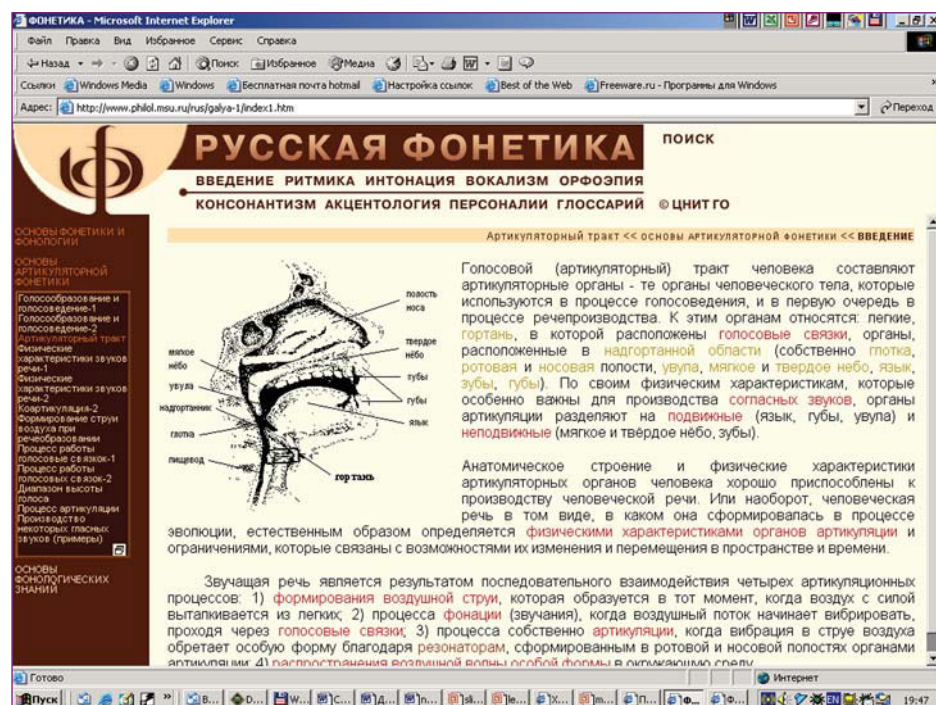 ФОНЕТИКА - Microsoft Internet Explorer
Файл Правка Вид Избранное Сервис Справка
Назад Поиск Избранное Медиа
Ссылки Windows Media Windows Бесплатная почта hotmail Настройка ссылок Best of the Web Freeware.ru - Программы для Windows
Адрес: http://www.philol.msu.ru/rus/galya-1/index1.htm Переход
РУССКАЯ ФОНЕТИКА ПОИСК
ВВЕДЕНИЕ РИТМИКА ИНТОНАЦИЯ ВОКАЛИЗМ ОРФОЭПИЯ
КОНСОНАНТИЗМ АКЦЕНТОЛОГИЯ ПЕРСОНАЛИИ ГЛОССАРИЙ © ЦНИТ ГО
ОСНОВЫ ФОНЕТИКИ И
ФОНОЛОГИИ
ОСНОВЫ
АРТИКУЛЯТОРНОЙ
ФОНЕТИКИ
Голосообразование и
голосоведение-1
Голосообразование и
голосоведение-2
Артикуляторный тракт
Физические
характеристики звуков
речи-1
Физические
характеристики звуков
речи-2
Коартикуляция-2
Формирование струи
воздуха при
речеобразовании
Процесс работы
голосовые связок-1
Процесс работы
голосовых связок-2
Диапазон высоты
голоса
Процесс артикуляции
Производство
некоторых гласных
звуков (примеры)
ОСНОВЫ
ФОНОЛОГИЧЕСКИХ
ЗНАНИЙ
Артикуляторный тракт << основы артикуляторной фонетики << ВВЕДЕНИЕ
полость
носа
твердое
нёбо
губы
губы
язык
мягкое
нёбо
увула
надгортанник
глотка
пищевод
гортань
Голосовой (артикуляторный) тракт человека составляют
артикуляторные органы - те органы человеческого тела, которые
используются в процессе голосоведения, и в первую очередь в
процессе речепроизводства. К этим органам относятся: легкие,
гортань, в которой расположены голосовые связки, органы,
расположенные в надгортанной области (собственно глотка,
ротовая и носовая полости, увула, мягкое и твердое небо, язык,
зубы, губы). По своим физическим характеристикам, которые
особенно важны для производства согласных звуков, органы
артикуляции разделяют на подвижные (язык, губы, увула) и
неподвижные (мягкое и твёрдое нёбо, зубы).
Анатомическое строение и физические характеристики
артикуляторных органов человека хорошо приспособлены к
производству человеческой речи. Или наоборот, человеческая
речь в том виде, в каком она сформировалась в процессе
эволюции, естественным образом определяется физическими характеристиками органов артикуляции и
ограничениями, которые связаны с возможностями их изменения и перемещения в пространстве и времени.
Звучащая речь является результатом последовательного взаимодействия четырех артикуляционных
процессов: 1) формирования воздушной струи, которая образуется в тот момент, когда воздух с силой
выталкивается из легких; 2) процесса фонации (звучания), когда воздушный поток начинает вибрировать,
проходя через голосовые связки; 3) процесса собственно артикуляции, когда вибрация в струе воздуха
обретает особую форму благодаря резонаторам, сформированным в ротовой и носовой полостях органами
артикуляции; 4) распространения воздушной волны особой формы в окружающую среду
Готово Интернет
Пуск В... D... W... С... Д... п... sk... le... Х... m... П... Ф... Ф... EN 19:47